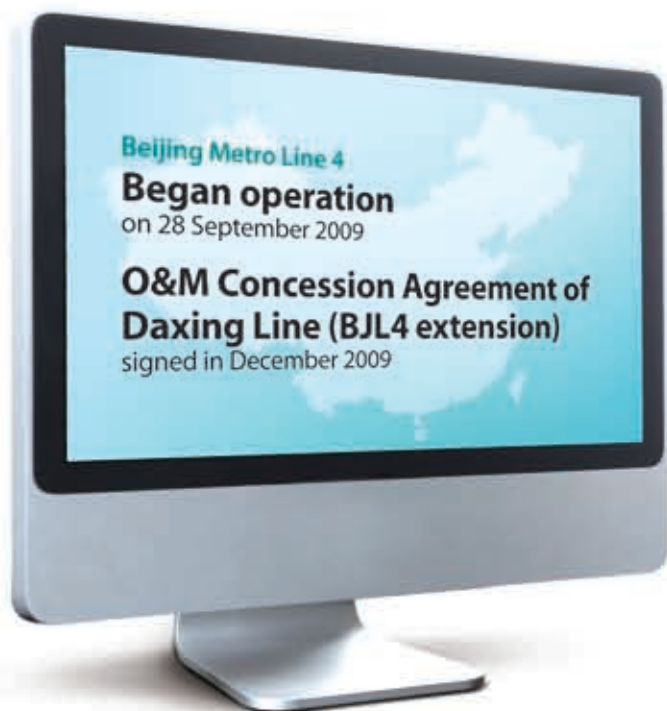 Beijing Metro Line 4
Began operation
on 28 September 2009
O&M Concession Agreement of
Daxing Line (BJL4 extension)
signed in December 2009